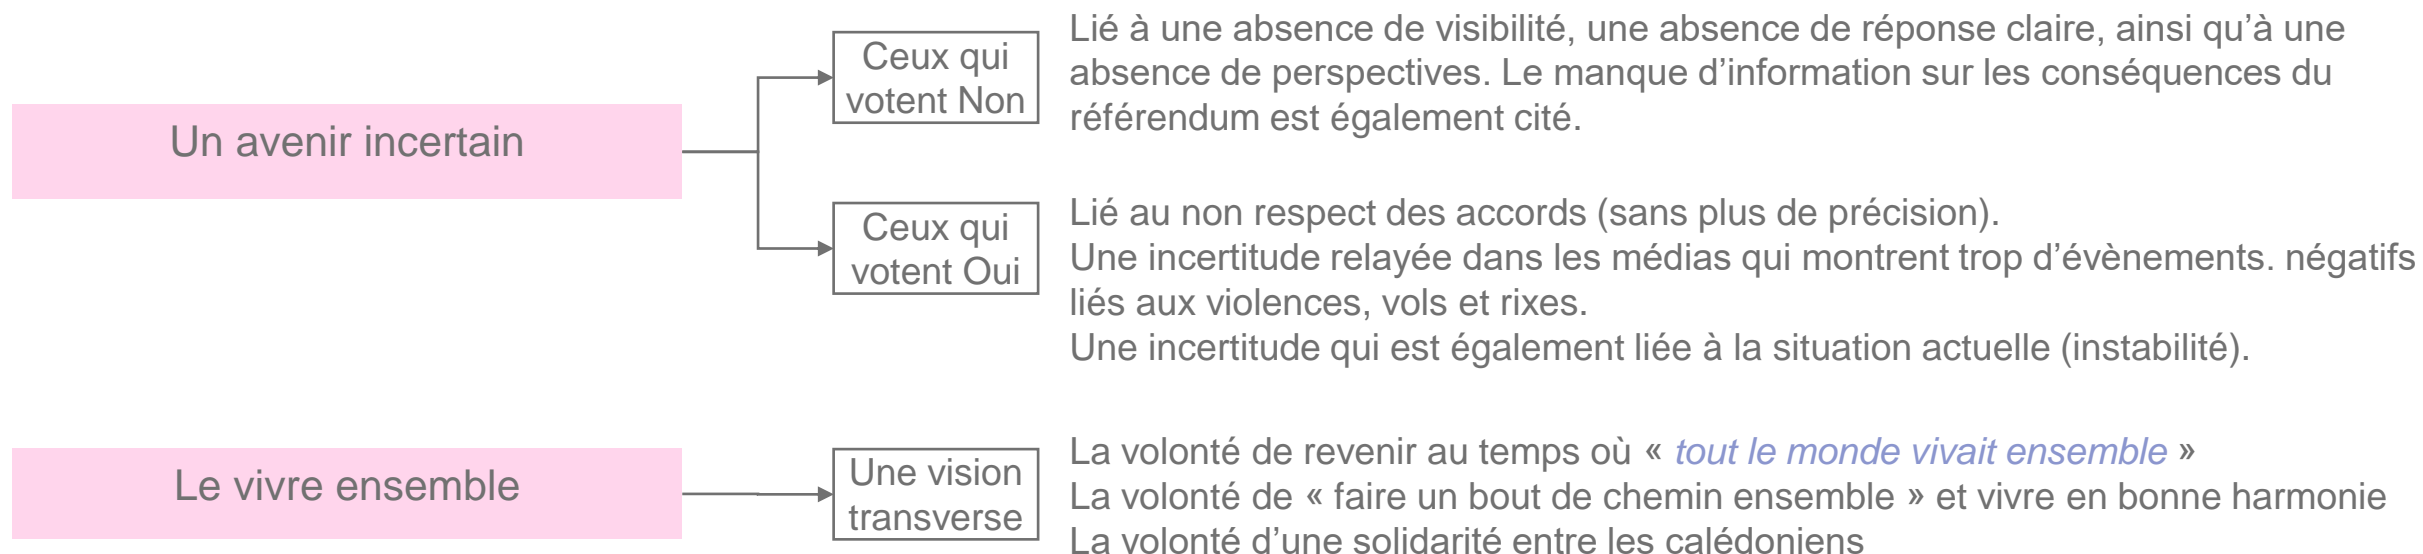 Un avenir incertain
Ceux qui
votent Non
Lié à une absence de visibilité, une absence de réponse claire, ainsi qu’à une
absence de perspectives. Le manque d’information sur les conséquences du
référendum est également cité.
Ceux qui
votent Oui
Lié au non respect des accords (sans plus de précision).
Une incertitude relayée dans les médias qui montrent trop d’évènements. négatifs
liés aux violences, vols et rixes.
Une incertitude qui est également liée à la situation actuelle (instabilité).
Le vivre ensemble
Une vision
transverse
La volonté de revenir au temps où « tout le monde vivait ensemble »
La volonté de « faire un bout de chemin ensemble » et vivre en bonne harmonie
La volonté d’une solidarité entre les calédoniens